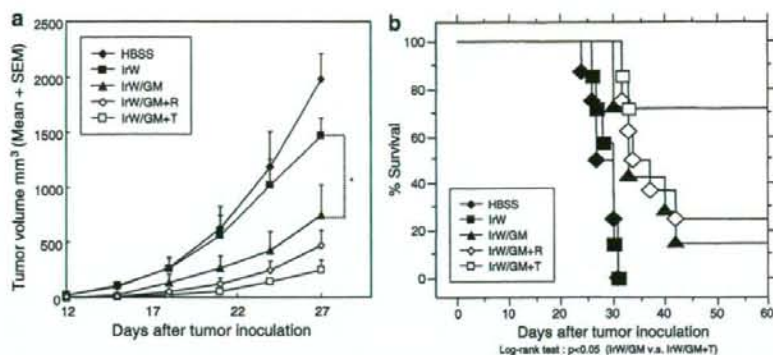 a
Tumor volume mm³ (Mean + SEM)
2500
2000
1500
1000
500
0
HBSS
IrW
IrW/GM
IrW/GM+R
IrW/GM+T
*
12
17
22
27
Days after tumor inoculation
b
% Survival
100
80
60
40
20
0
HBSS
IrW
IrW/GM
IrW/GM+R
IrW/GM+T
0
10
20
30
40
50
60
Days after tumor inoculation
Log-rank test : p<0.05 (IrW/GM v.s. IrW/GM+T)